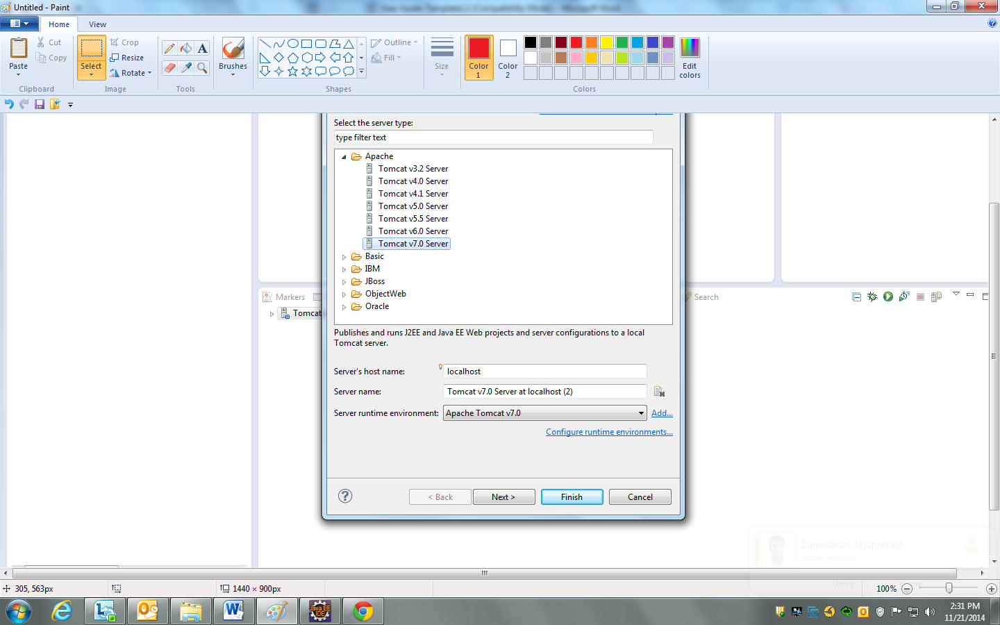 Untitled - Paint
Home
View
Paste
Cut
Copy
Clipboard
Select
Crop
Resize
Rotate
Image
Tools
Brushes
Shapes
Outline
Fill
Size
Color 1
Color 2
Edit colors
Colors
Select the server type:
type filter text
Apache
Tomcat v3.2 Server
Tomcat v4.0 Server
Tomcat v4.1 Server
Tomcat v5.0 Server
Tomcat v5.5 Server
Tomcat v6.0 Server
Tomcat v7.0 Server
Basic
IBM
JBoss
ObjectWeb
Oracle
Markers
Search
Tomcat
Publishes and runs J2EE and Java EE Web projects and server configurations to a local
Tomcat server.
Server's host name:
localhost
Server name:
Tomcat v7.0 Server at localhost (2)
Server runtime environment:
Apache Tomcat v7.0
Add...
Configure runtime environments...
< Back
Next >
Finish
Cancel
Damodaran, Jayaprakash
is now available
Untag
305, 563px
1440 × 900px
100%
Java EE
IDE
2:31 PM
11/21/2014